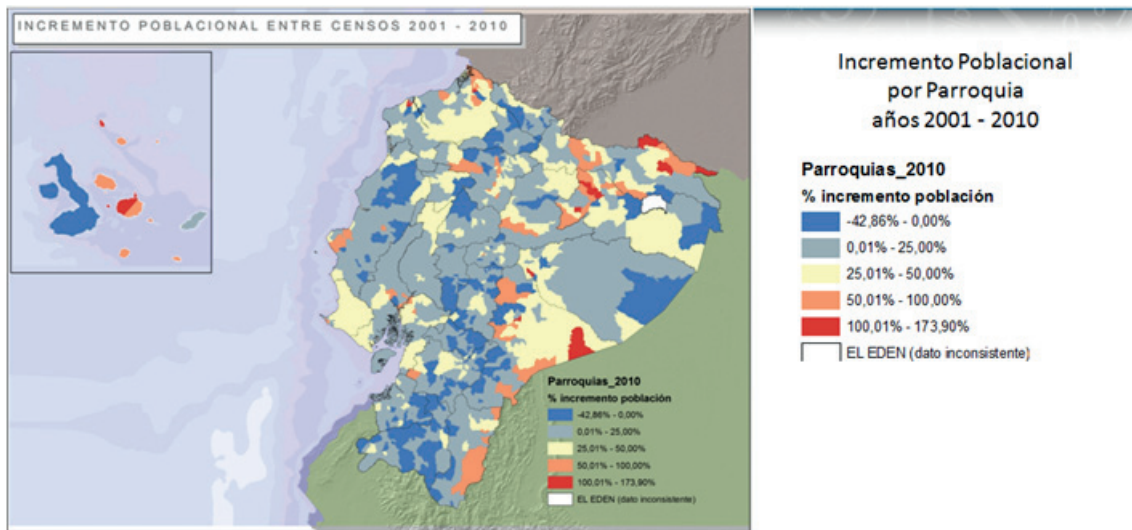 INCREMENTO POBLACIONAL ENTRE CENSOS 2001 - 2010
Parroquias_2010
% incremento población
-42,86% - 0,00%
0,01% - 25,00%
25,01% - 50,00%
50,01% - 100,00%
100,01% - 173,90%
EL EDEN (dato inconsistente)
Incremento Poblacional
por Parroquia
años 2001 - 2010
Parroquias_2010
% incremento población
-42,86% - 0,00%
0,01% - 25,00%
25,01% - 50,00%
50,01% - 100,00%
100,01% - 173,90%
EL EDEN (dato inconsistente)